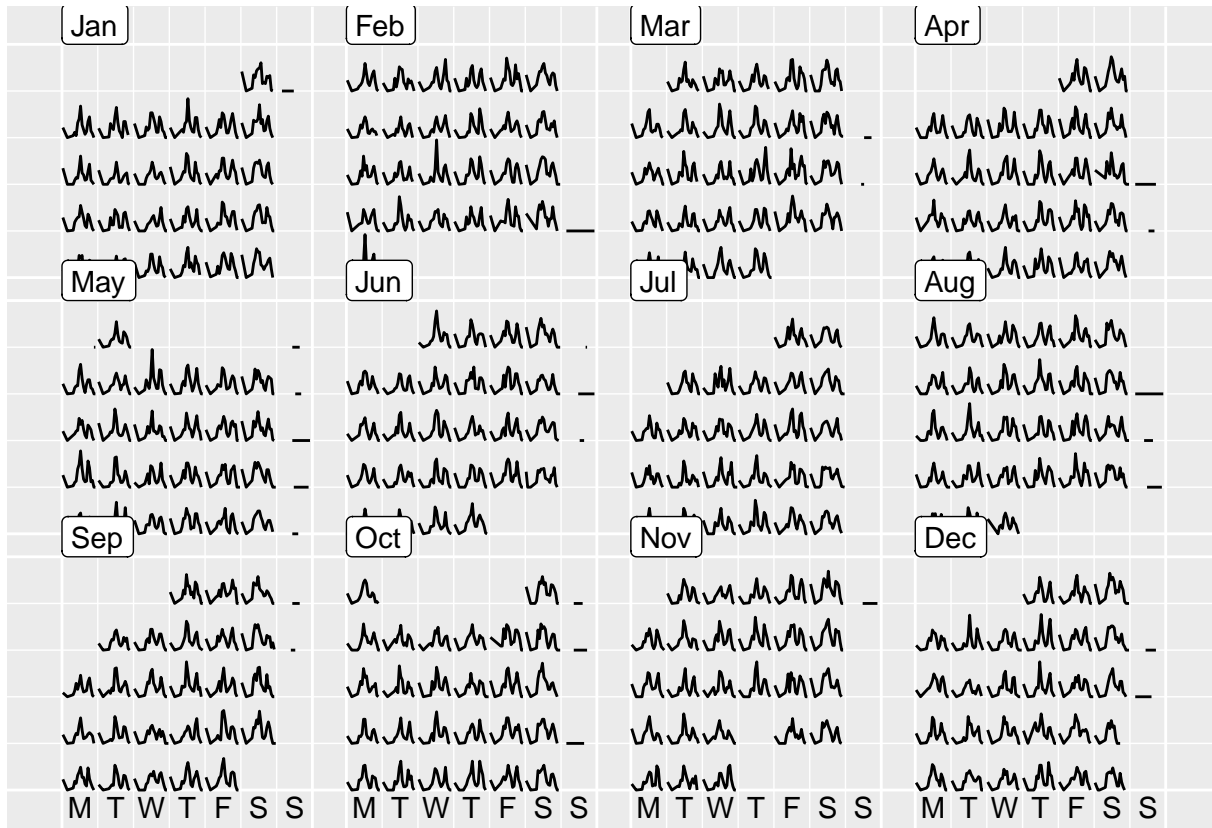 Jan Feb Mar Apr
May Jun Jul Aug
Sep Oct Nov Dec
M T W T F S S M T W T F S S M T W T F S S M T W T F S S